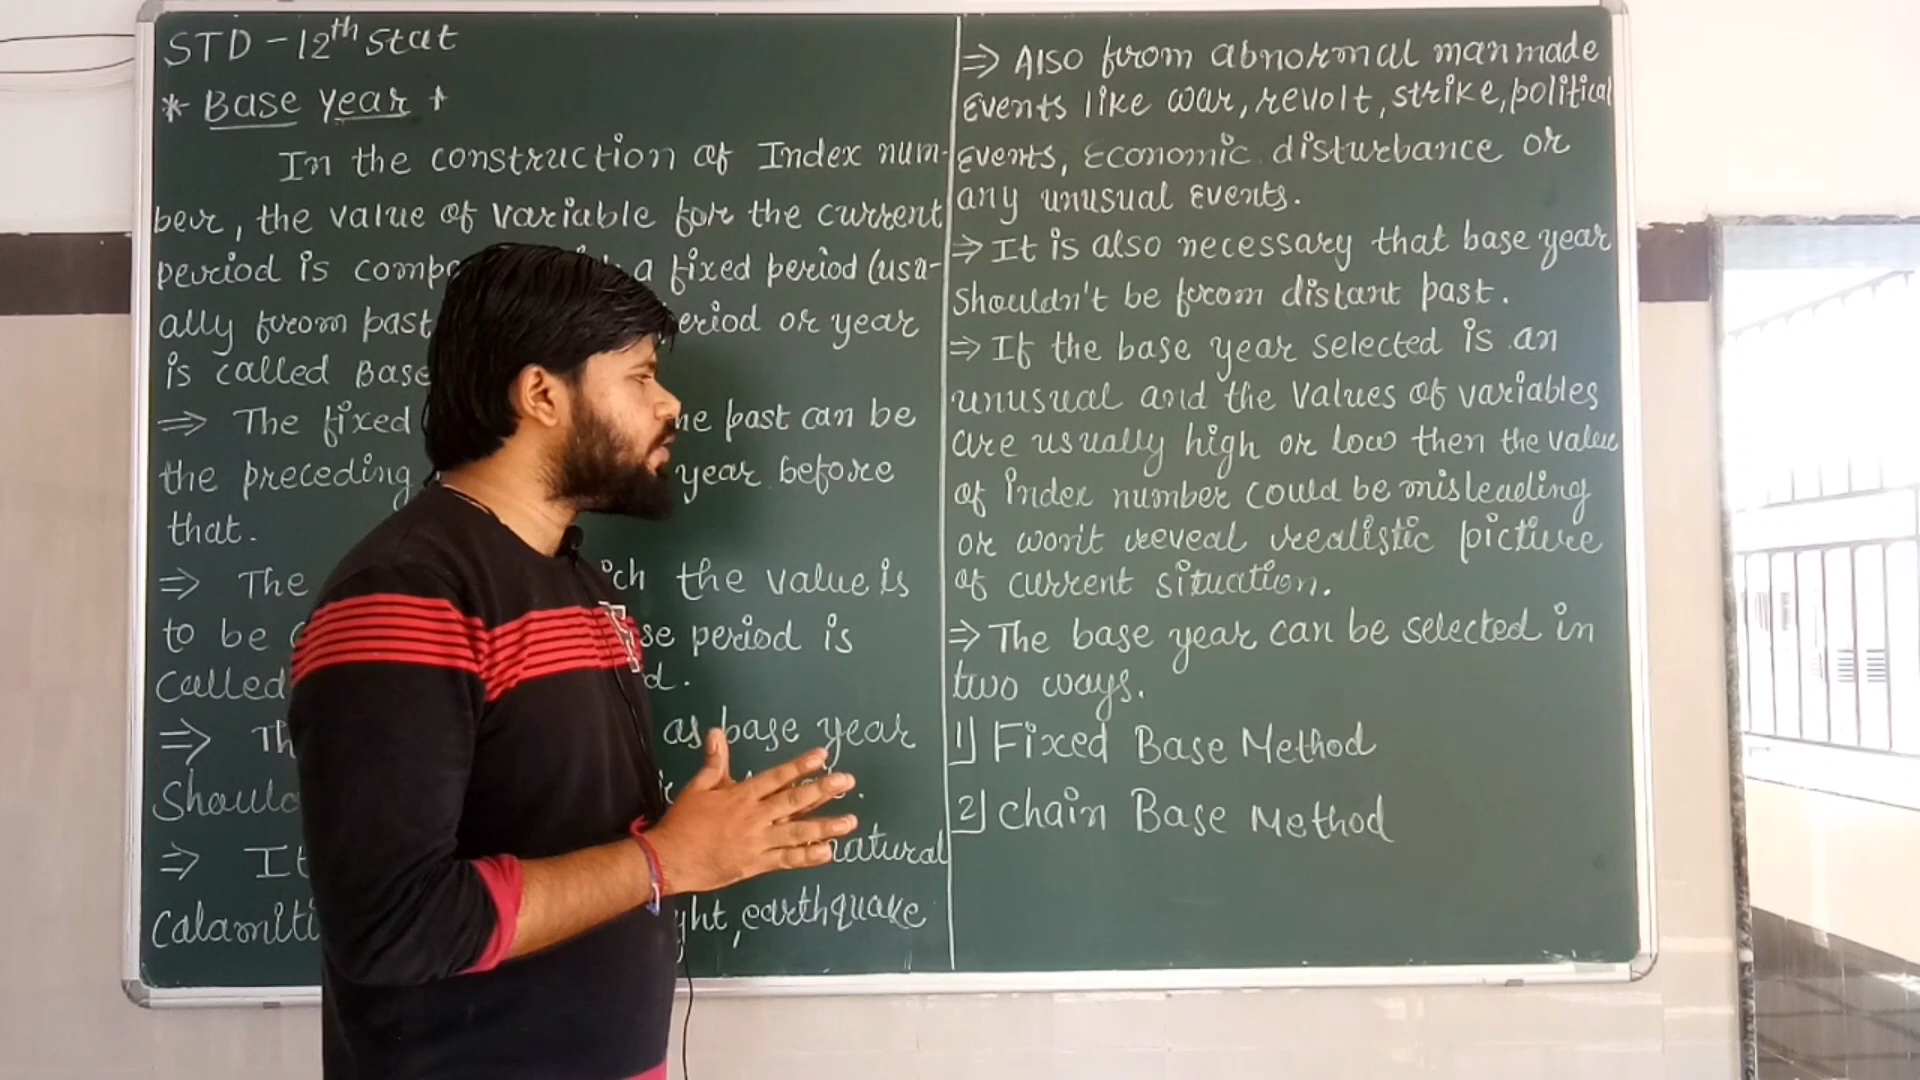 STD - 12th Stat
* Base Year *
In the construction of Index num-
ber, the value of variable for the current
period is a fixed period (usu-
ally from past period or year
is called Base
⇒ The fixed past can be
the preceding year before
that.
⇒ The the value is
to be period is
called
⇒ as base year
Should
⇒ It natural
earthquake
⇒ Also from abnormal manmade
Events like war, revolt, strike, political
events, Economic disturbance or
any unusual events.
⇒ It is also necessary that base year
shouldn't be from distant past.
⇒ If the base year selected is an
unusual and the values of variables
are usually high or low then the value
of index number could be misleading
or won't reveal realistic picture
of current situation.
⇒ The base year can be selected in
two ways.
1) Fixed Base Method
2) Chain Base Method